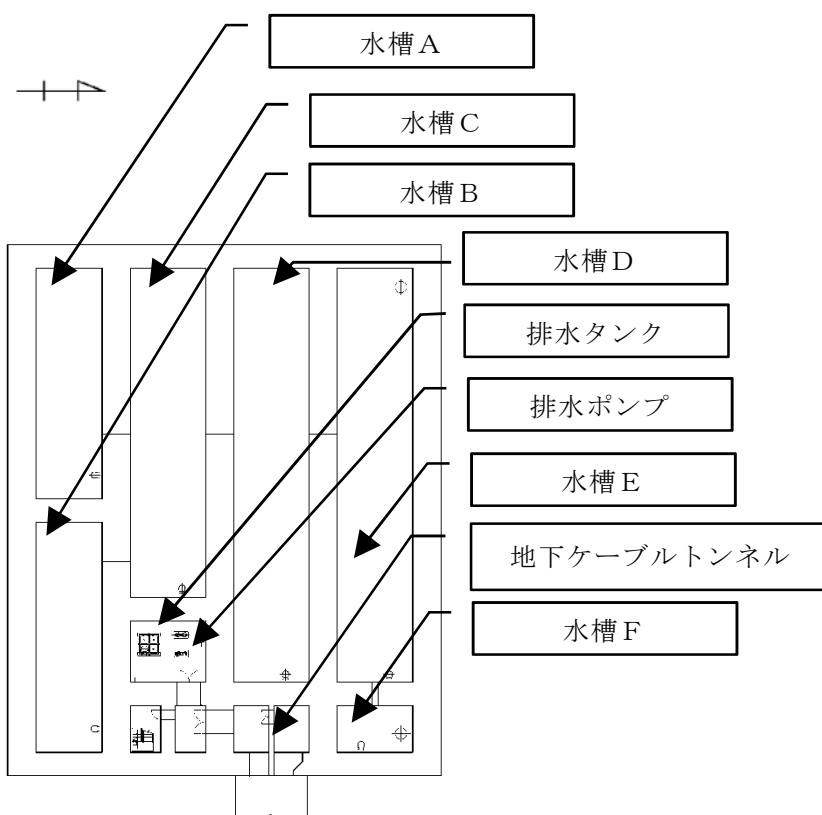 水槽Ａ
水槽Ｃ
水槽Ｂ
水槽Ｄ
排水タンク
排水ポンプ
水槽Ｅ
地下ケーブルトンネル
水槽Ｆ